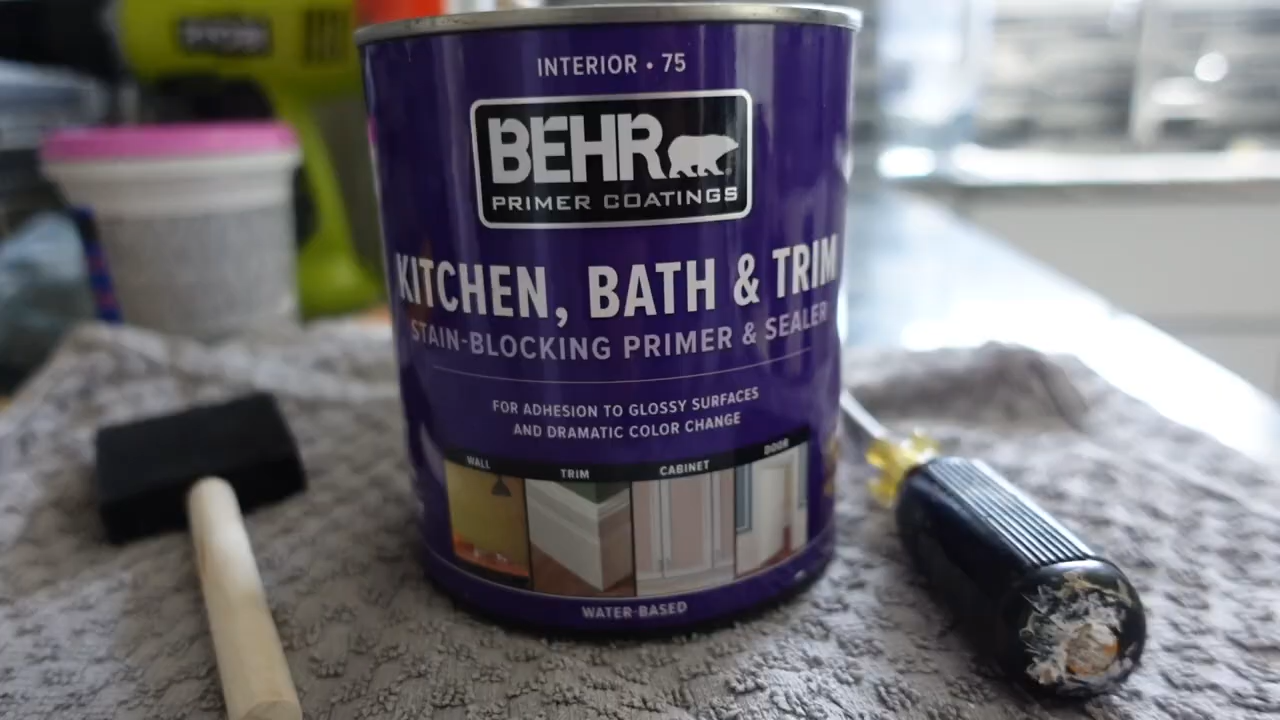 INTERIOR • 75
BEHR
PRIMER COATINGS
KITCHEN, BATH & TRIM
STAIN-BLOCKING PRIMER & SEALER
FOR ADHESION TO GLOSSY SURFACES
AND DRAMATIC COLOR CHANGE
WALL TRIM CABINET DOOR
WATER-BASED